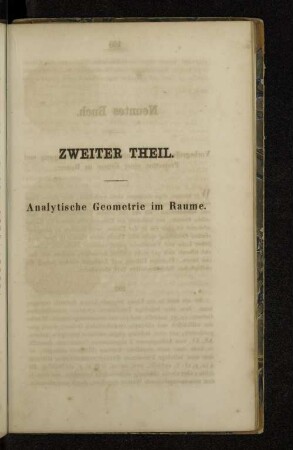 ZWEITER THEIL.
Analytische Geometrie im Raume.